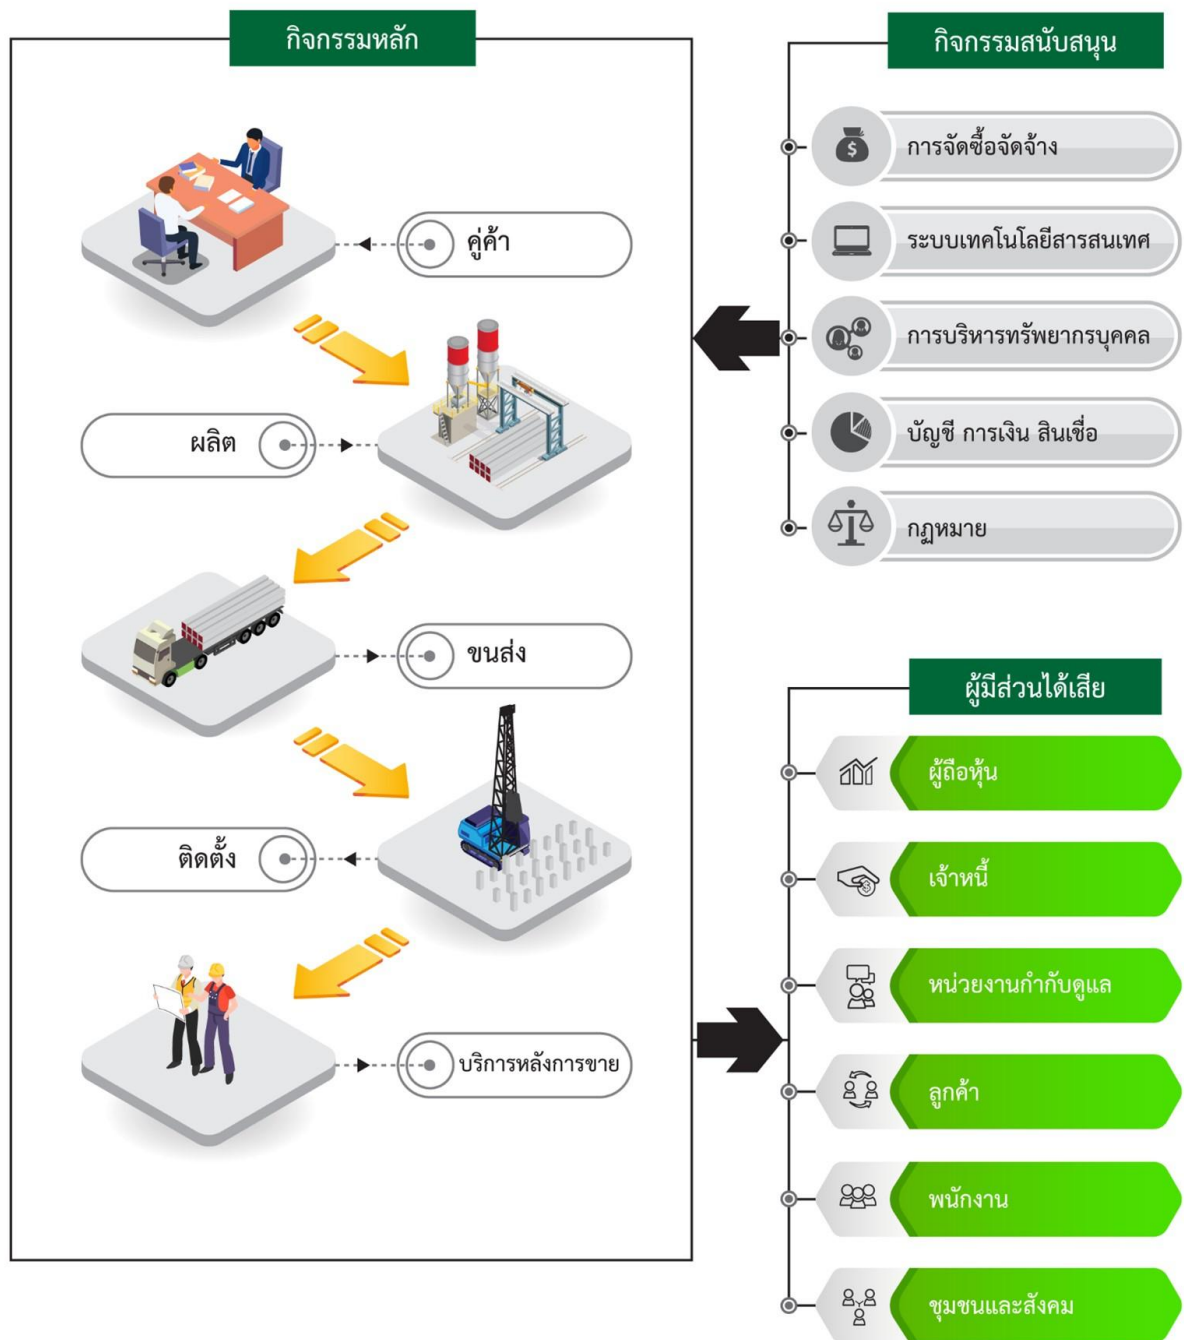 กิจกรรมหลัก
คู่ค้า
ผลิต
ขนส่ง
ติดตั้ง
บริการหลังการขาย
กิจกรรมสนับสนุน
การจัดซื้อจัดจ้าง
ระบบเทคโนโลยีสารสนเทศ
การบริหารทรัพยากรบุคคล
บัญชี การเงิน สินเชื่อ
กฎหมาย
ผู้มีส่วนได้เสีย
ผู้ถือหุ้น
เจ้าหนี้
หน่วยงานกำกับดูแล
ลูกค้า
พนักงาน
ชุมชนและสังคม